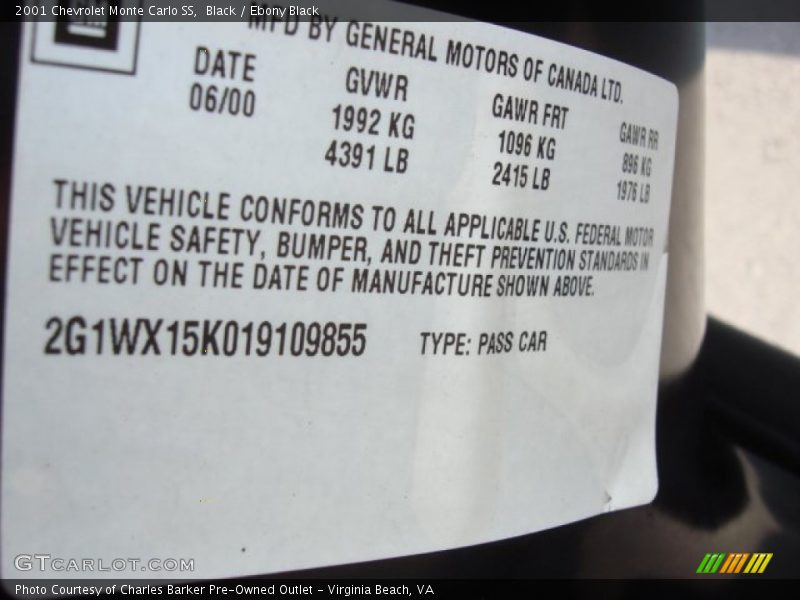 2001 Chevrolet Monte Carlo SS, Black / Ebony Black
MFD BY GENERAL MOTORS OF CANADA LTD.
DATE GVWR GAWR FRT GAWR RR
06/00 1992 KG 1096 KG 896 KG
4391 LB 2415 LB 1976 LB
THIS VEHICLE CONFORMS TO ALL APPLICABLE U.S. FEDERAL MOTOR
VEHICLE SAFETY, BUMPER, AND THEFT PREVENTION STANDARDS IN
EFFECT ON THE DATE OF MANUFACTURE SHOWN ABOVE.
2G1WX15K019109855 TYPE: PASS CAR
GTCARLOT.COM
Photo Courtesy of Charles Barker Pre-Owned Outlet - Virginia Beach, VA